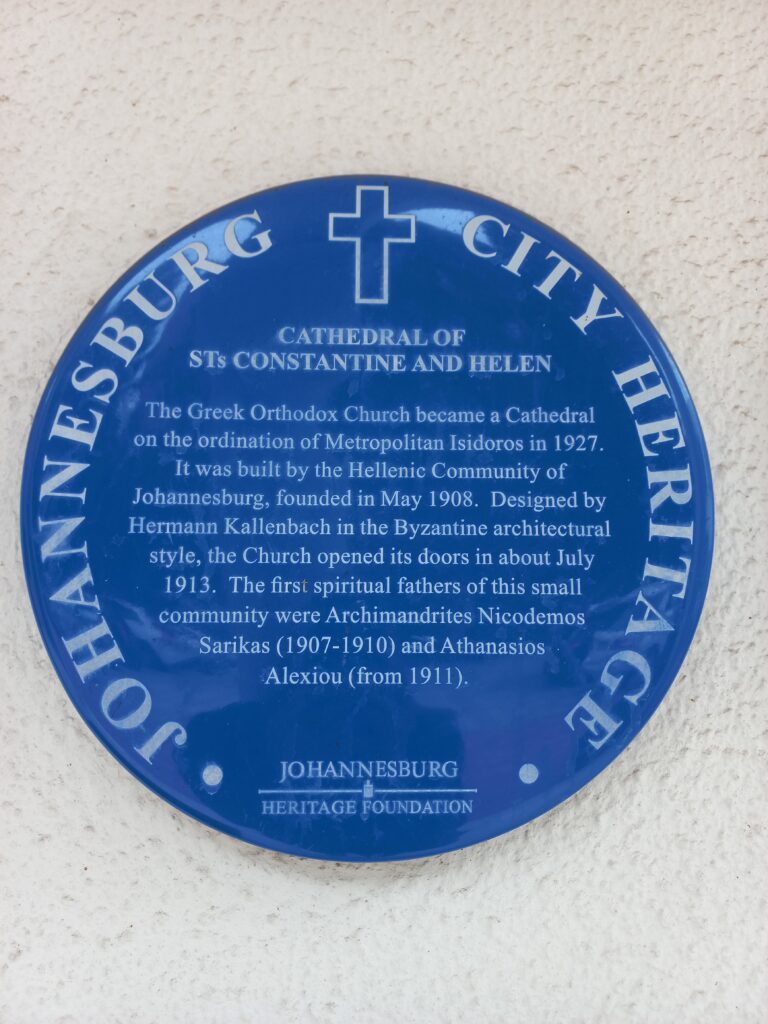 JOHANNESBURG CITY HERITAGE
CATHEDRAL OF
STs CONSTANTINE AND HELEN
The Greek Orthodox Church became a Cathedral
on the ordination of Metropolitan Isidoros in 1927.
It was built by the Hellenic Community of
Johannesburg, founded in May 1908. Designed by
Hermann Kallenbach in the Byzantine architectural
style, the Church opened its doors in about July
1913. The first spiritual fathers of this small
community were Archimandrites Nicodemos
Sarikas (1907-1910) and Athanasios
Alexiou (from 1911).
JOHANNESBURG
HERITAGE FOUNDATION